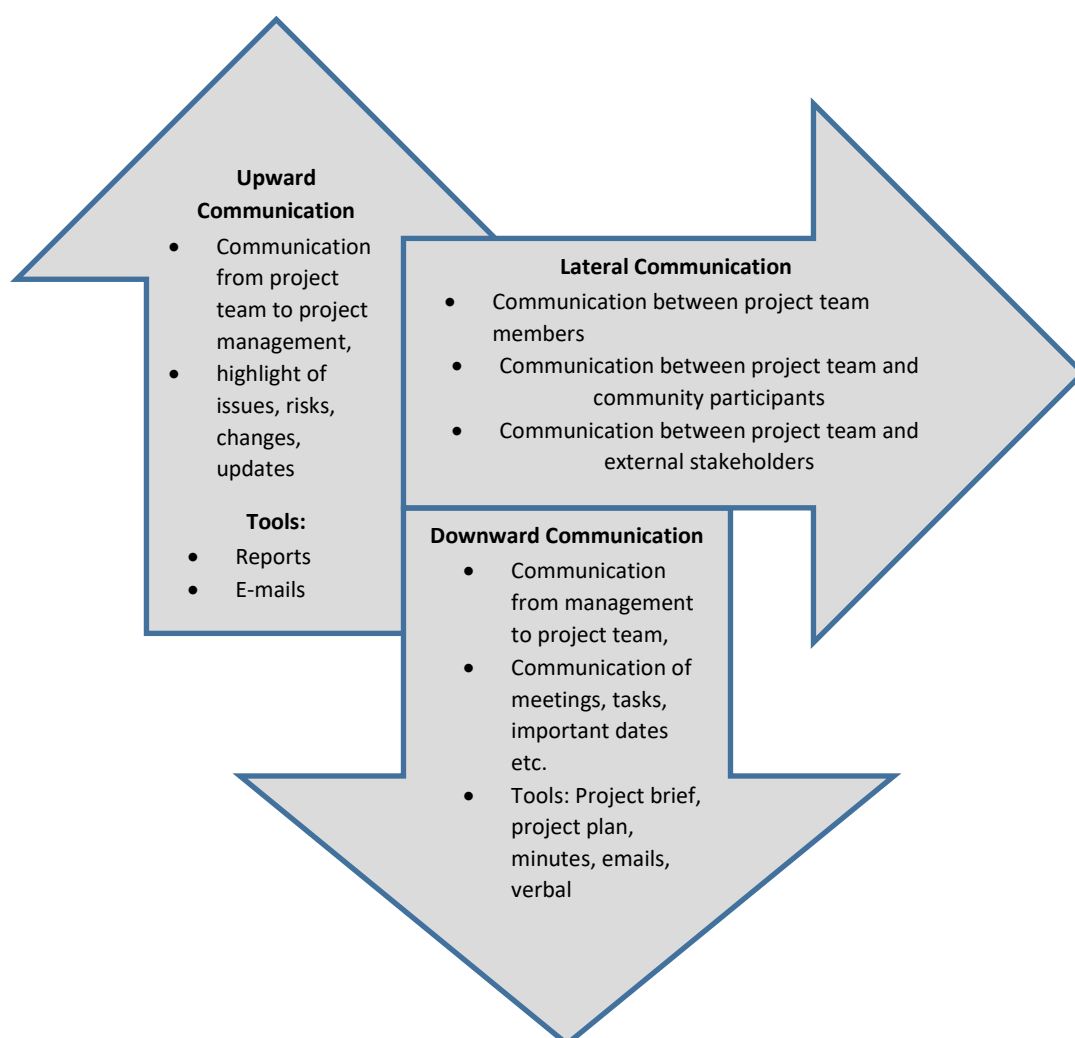 Upward
Communication
• Communication
from project
team to project
management,
• highlight of
issues, risks,
changes,
updates
Tools:
• Reports
• E-mails
Lateral Communication
• Communication between project team
members
• Communication between project team and
community participants
• Communication between project team and
external stakeholders
Downward Communication
• Communication
from management
to project team,
• Communication of
meetings, tasks,
important dates
etc.
• Tools: Project brief,
project plan,
minutes, emails,
verbal